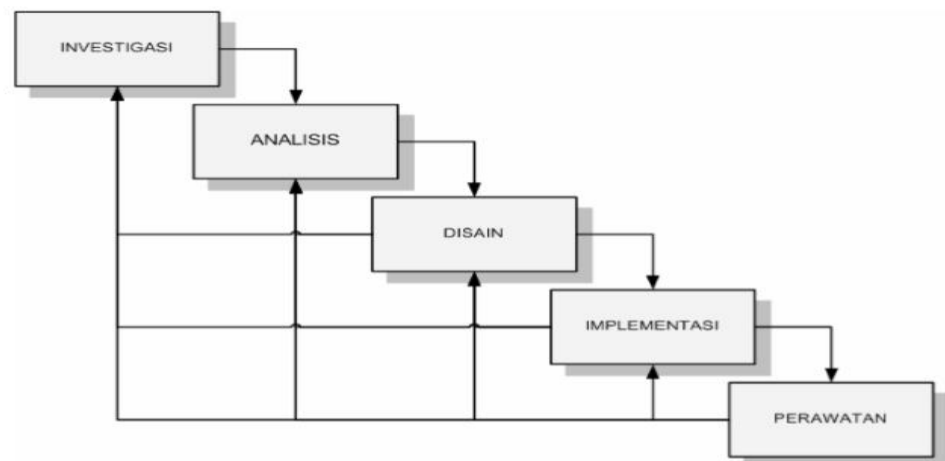 INVESTIGASI
ANALISIS
DISAIN
IMPLEMENTASI
PERAWATAN